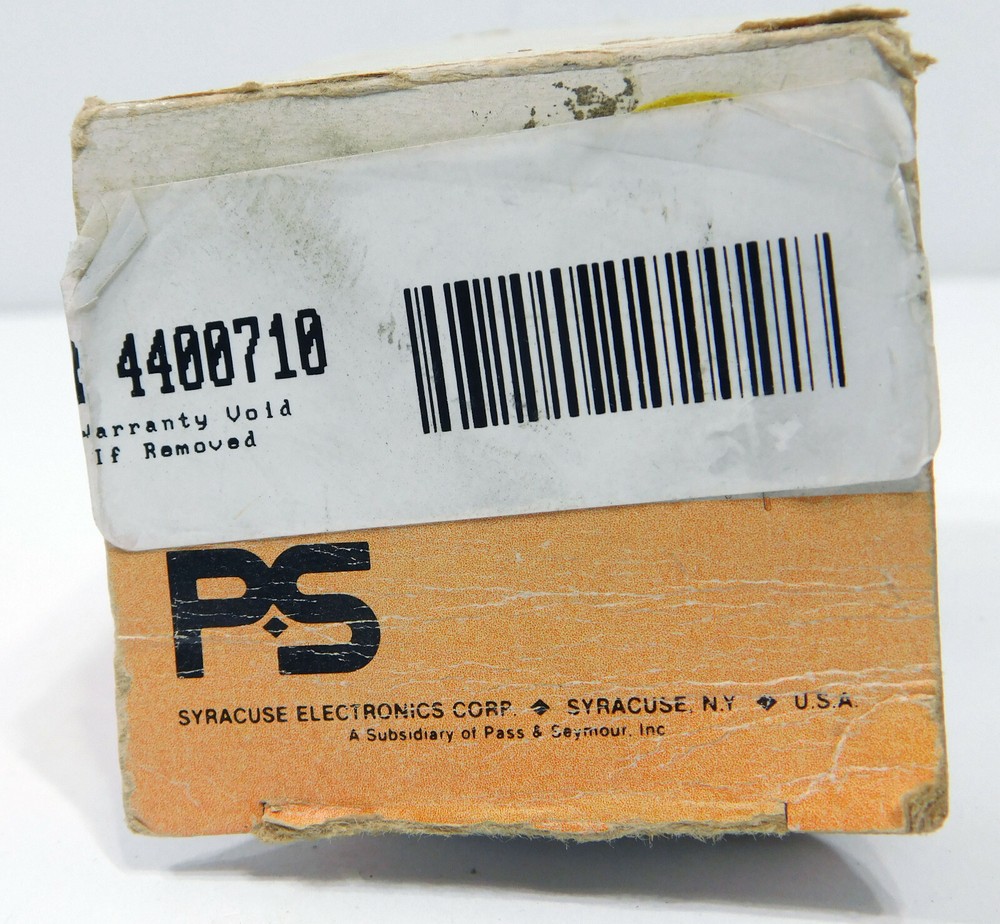 4400710
Warranty Void
If Removed
PS
SYRACUSE ELECTRONICS CORP. ◆ SYRACUSE, N.Y ◆ U.S.A.
A Subsidiary of Pass & Seymour, Inc